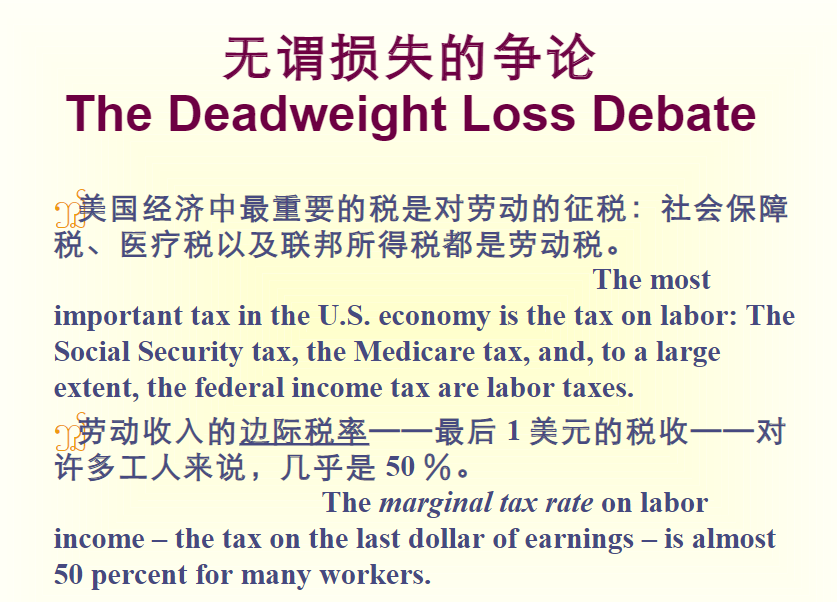 无谓损失的争论
The Deadweight Loss Debate
美国经济中最重要的税是对劳动的征税：社会保障
税、医疗税以及联邦所得税都是劳动税。
The most
important tax in the U.S. economy is the tax on labor: The
Social Security tax, the Medicare tax, and, to a large
extent, the federal income tax are labor taxes.
劳动收入的边际税率——最后 1 美元的税收——对
许多工人来说，几乎是 50 %。
The marginal tax rate on labor
income – the tax on the last dollar of earnings – is almost
50 percent for many workers.